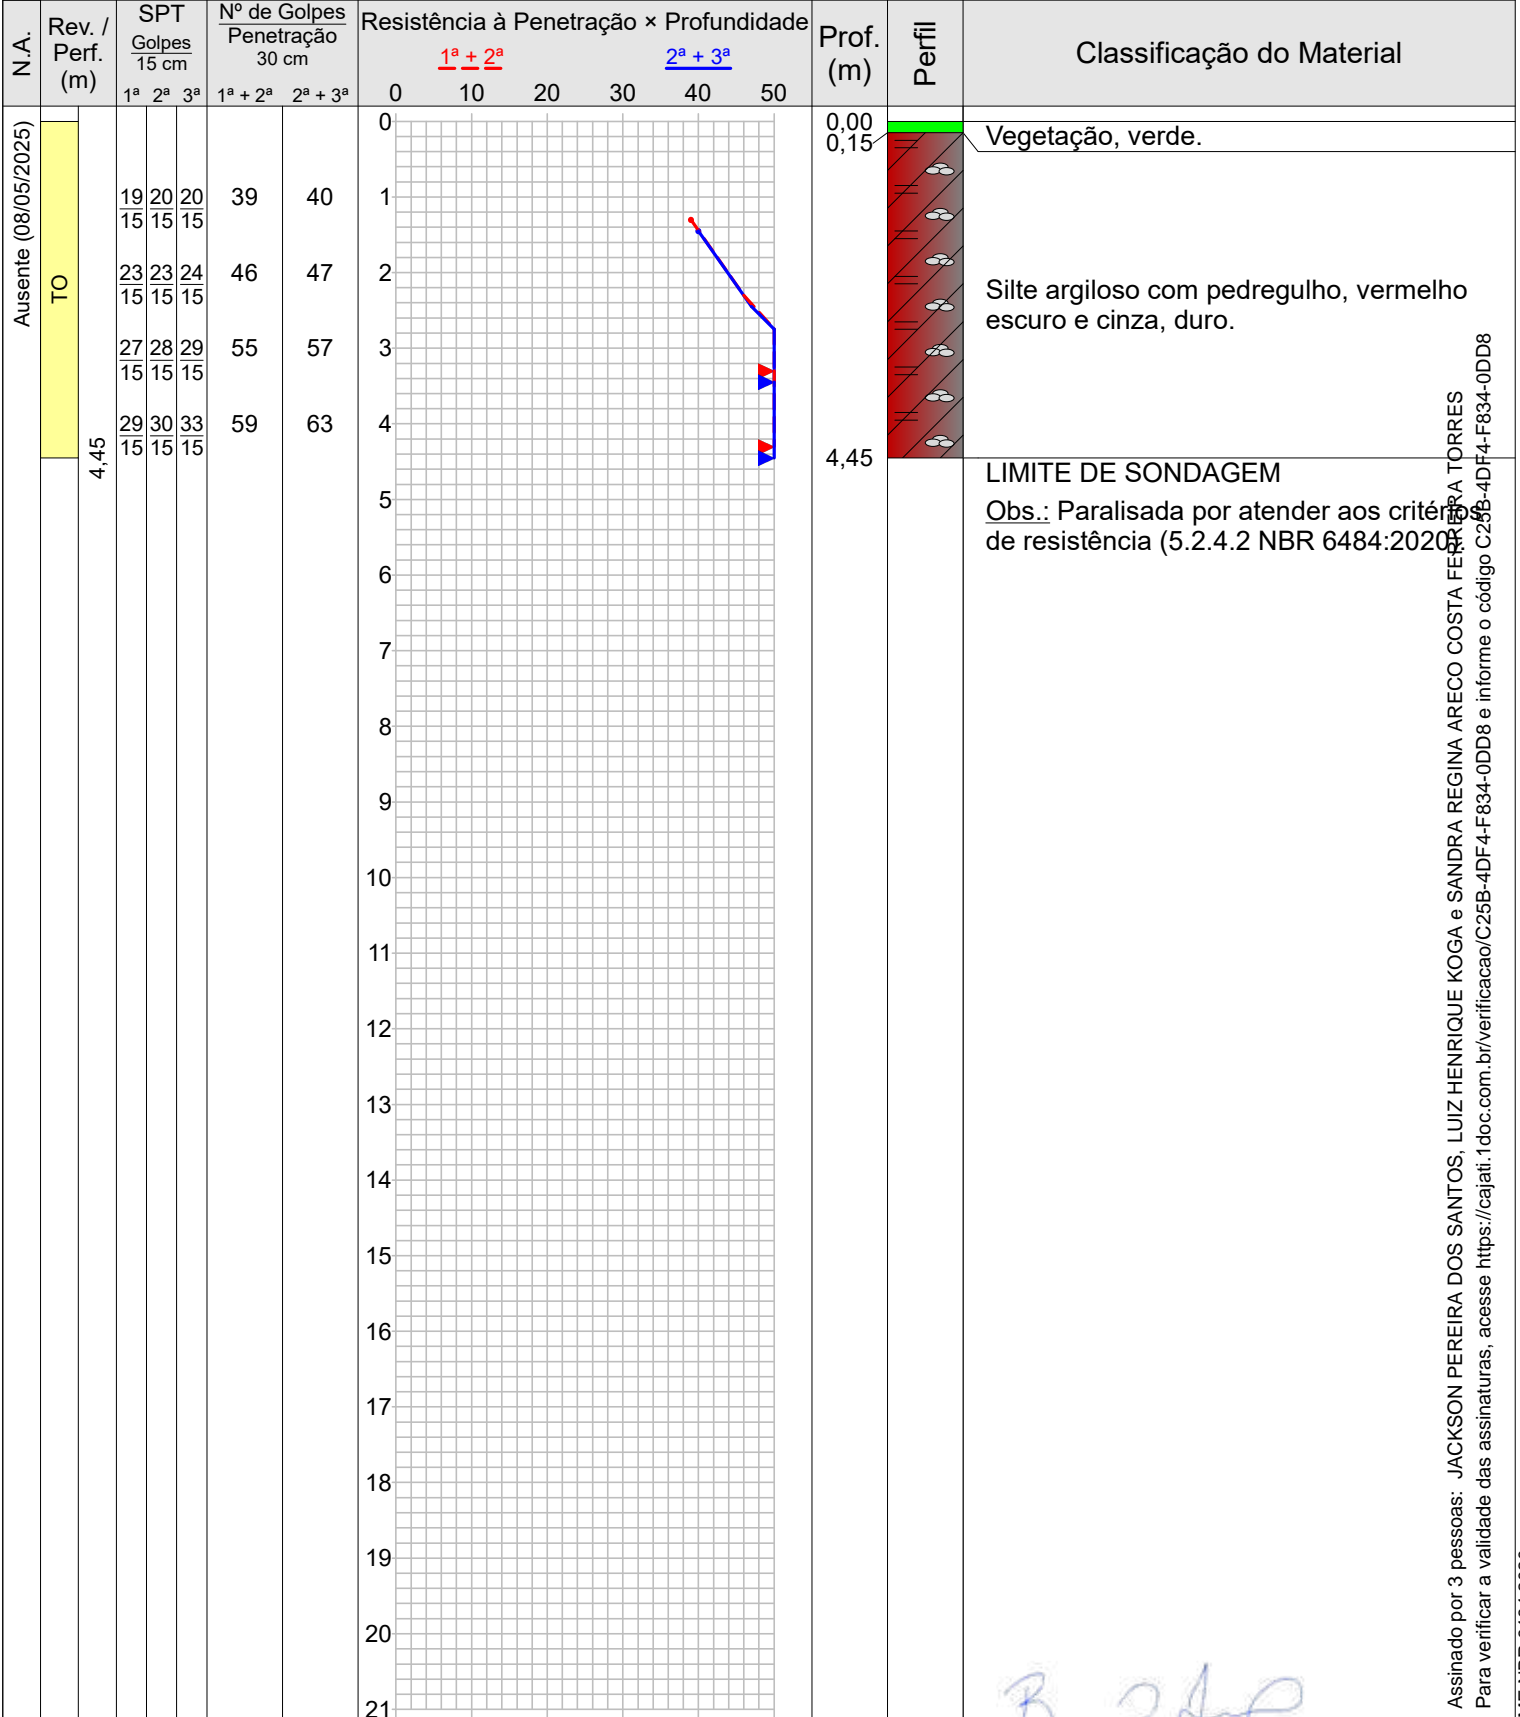 N.A.
Rev. /
Perf.
(m)
SPT
Golpes
15 cm
1ª 2ª 3ª
Nº de Golpes
Penetração
30 cm
1ª + 2ª 2ª + 3ª
Resistência à Penetração × Profundidade
1ª + 2ª 2ª + 3ª
0 10 20 30 40 50
Prof.
(m)
Perfil
Classificação do Material
Ausente (08/05/2025)
TO
4,45
19 20 20 39 40
15 15 15
23 23 24 46 47
15 15 15
27 28 29 55 57
15 15 15
29 30 33 59 63
15 15 15
0
1
2
3
4
5
6
7
8
9
10
11
12
13
14
15
16
17
18
19
20
21
0,00
0,15
4,45
Vegetação, verde.
Silte argiloso com pedregulho, vermelho
escuro e cinza, duro.
LIMITE DE SONDAGEM
Obs.: Paralisada por atender aos critérios
de resistência (5.2.4.2 NBR 6484:2020).
Assinado por 3 pessoas: JACKSON PEREIRA DOS SANTOS, LUIZ HENRIQUE KOGA e SANDRA REGINA ARECO COSTA FERREIRA TORRES
Para verificar a validade das assinaturas, acesse https://cajati.1doc.com.br/verificacao/C25B-4DF4-F834-0DD8 e informe o código C25B-4DF4-F834-0DD8